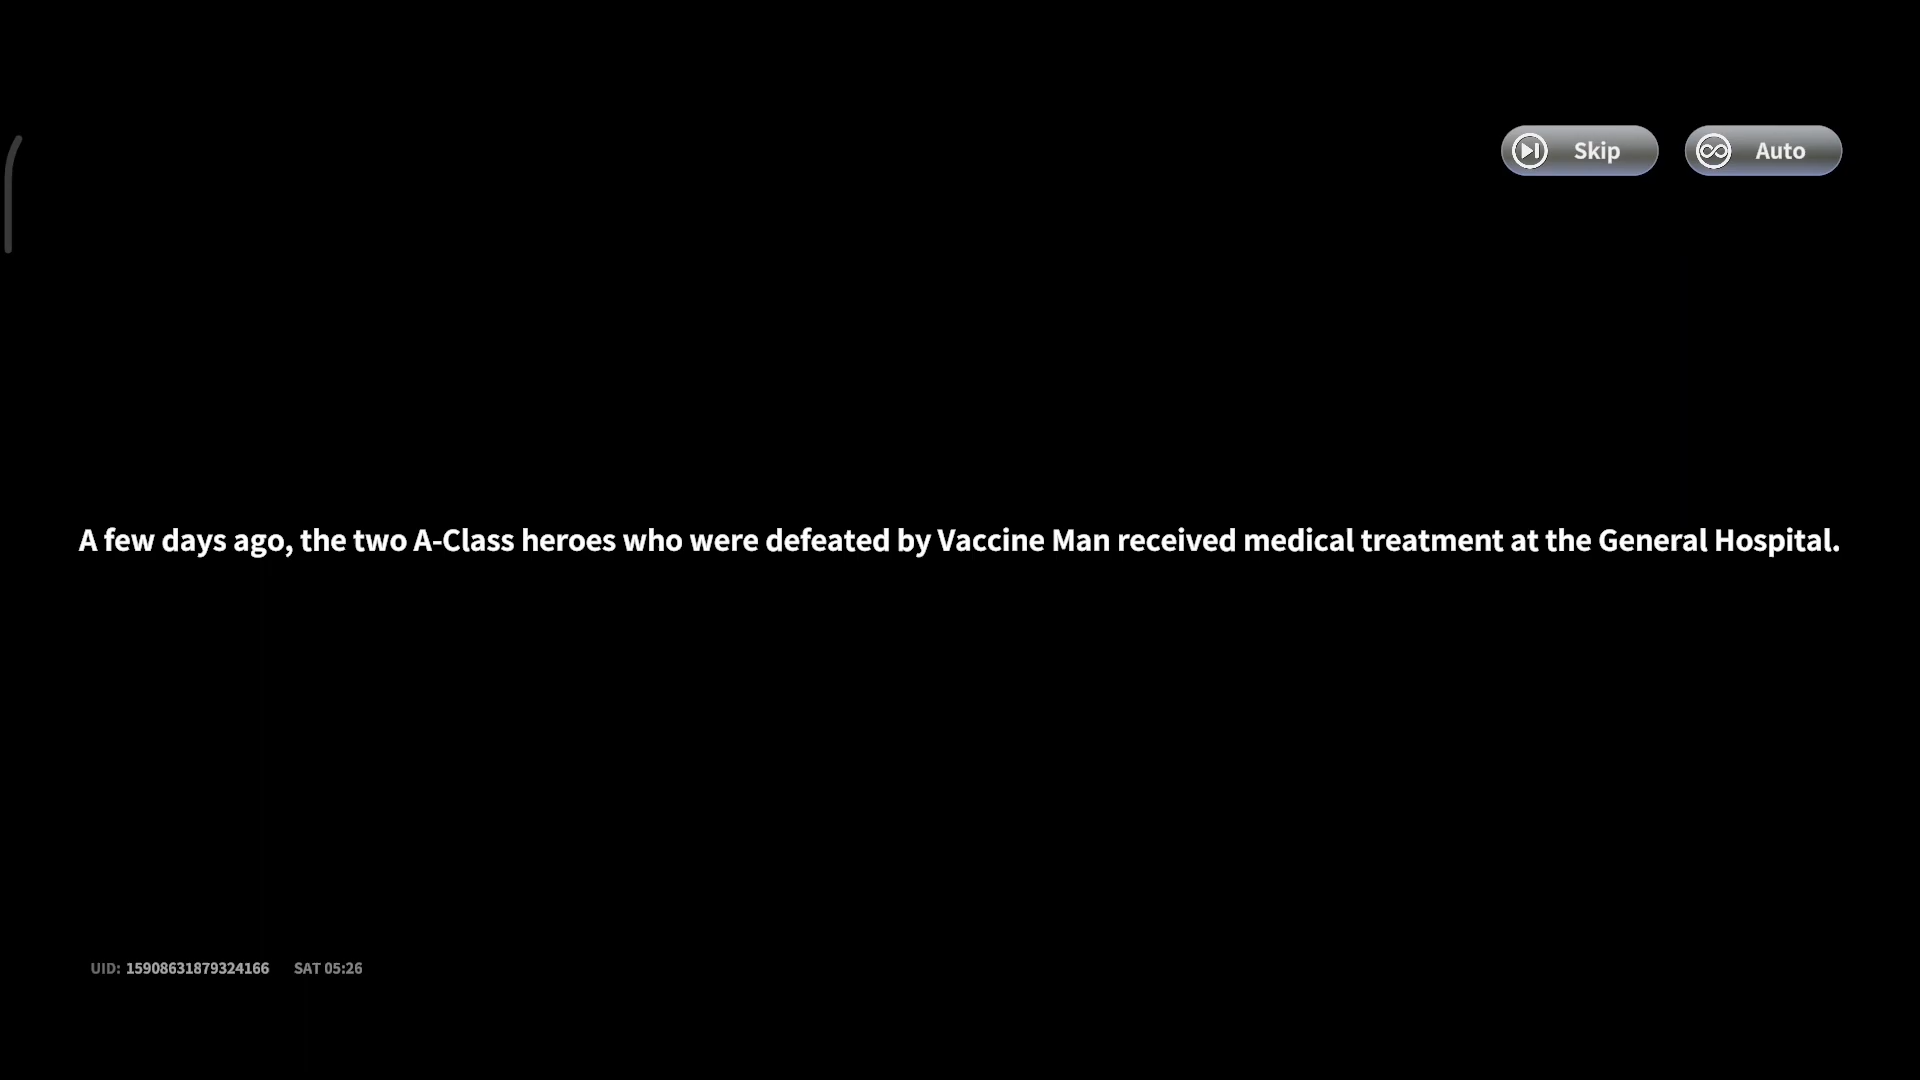 Skip
Auto
A few days ago, the two A-Class heroes who were defeated by Vaccine Man received medical treatment at the General Hospital.
UID: 15908631879324166 SAT 05:26